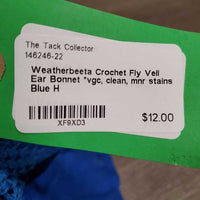 The Tack Collector
146246-22
Weatherbeeta Crochet Fly Veil
Ear Bonnet *vgc, clean, mnr stains
Blue H
$12.00
XF9XD3